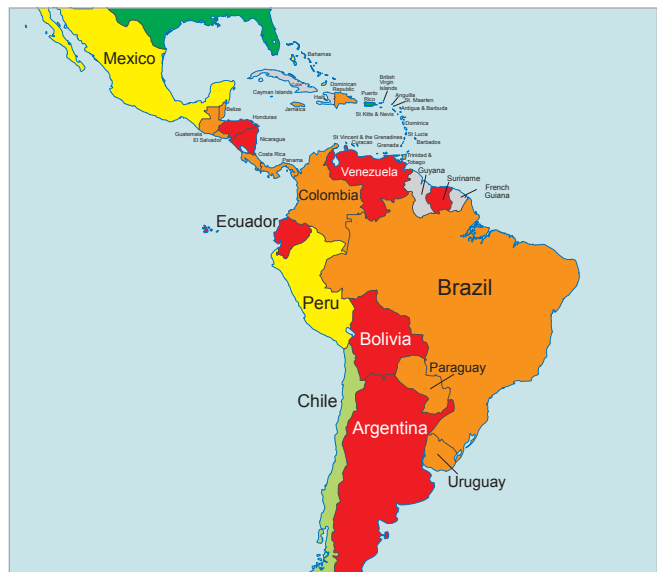 Mexico
Bahamas
Cuba
Cayman Islands
Dominican
Republic
Haiti
Jamaica
Puerto
Rico
British
Virgin
Islands
Anguilla
St. Maarten
Antigua & Barbuda
St Kitts & Nevis
Dominica
St Lucia
Barbados
St Vincent & the Grenadines
Curacao
Grenada
Trinidad &
Tobago
Belize
Honduras
Guatemala
El Salvador
Nicaragua
Costa Rica
Panama
Venezuela
Guyana
Suriname
French
Guiana
Colombia
Ecuador
Peru
Brazil
Bolivia
Paraguay
Chile
Argentina
Uruguay